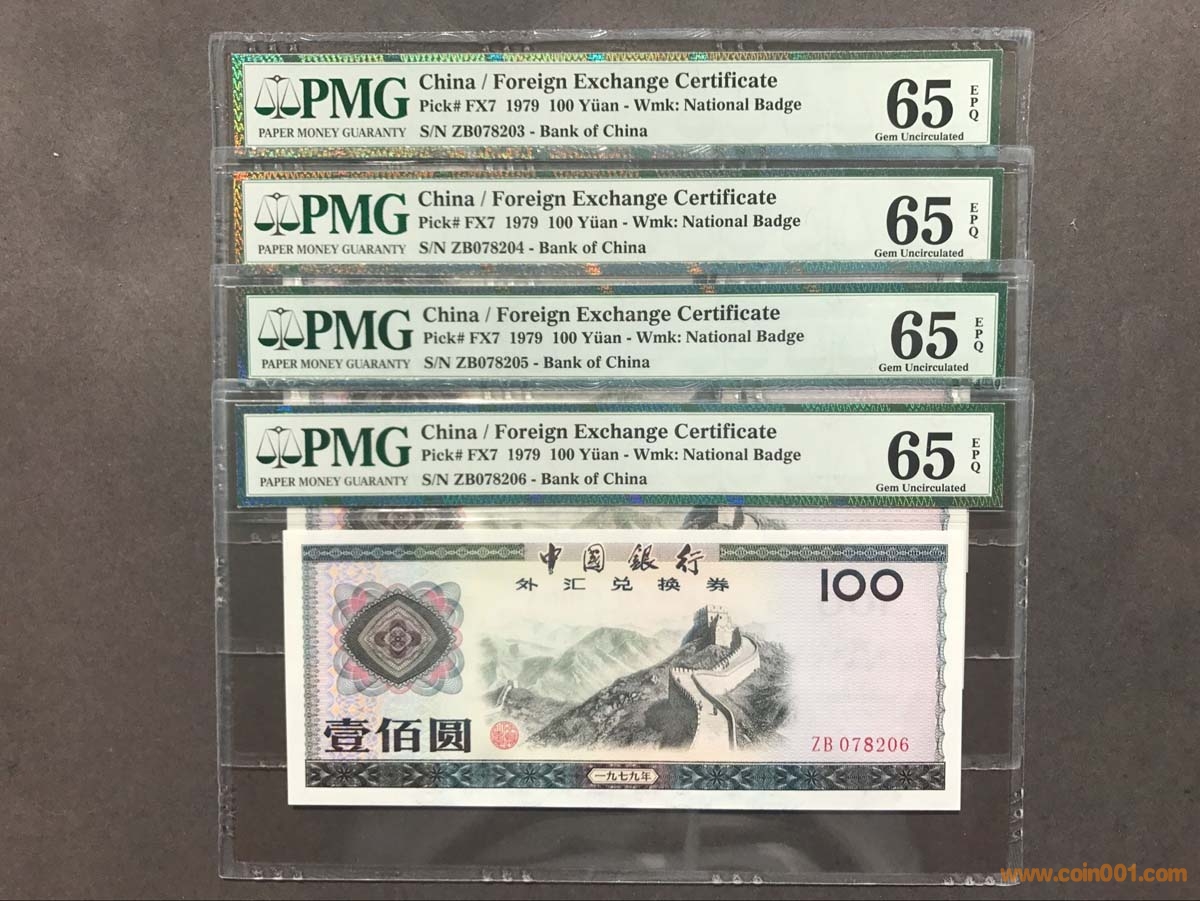 PMG
PAPER MONEY GUARANTY
China / Foreign Exchange Certificate
Pick# FX7 1979 100 Yüan - Wmk: National Badge
S/N ZB078203 - Bank of China
65
EPQ
Gem Uncirculated
PMG
PAPER MONEY GUARANTY
China / Foreign Exchange Certificate
Pick# FX7 1979 100 Yüan - Wmk: National Badge
S/N ZB078204 - Bank of China
65
EPQ
Gem Uncirculated
PMG
PAPER MONEY GUARANTY
China / Foreign Exchange Certificate
Pick# FX7 1979 100 Yüan - Wmk: National Badge
S/N ZB078205 - Bank of China
65
EPQ
Gem Uncirculated
PMG
PAPER MONEY GUARANTY
China / Foreign Exchange Certificate
Pick# FX7 1979 100 Yüan - Wmk: National Badge
S/N ZB078206 - Bank of China
65
EPQ
Gem Uncirculated
中國銀行
外汇兑换券
100
壹佰圆
ZB 078206
一九七九年
www.coin001.com